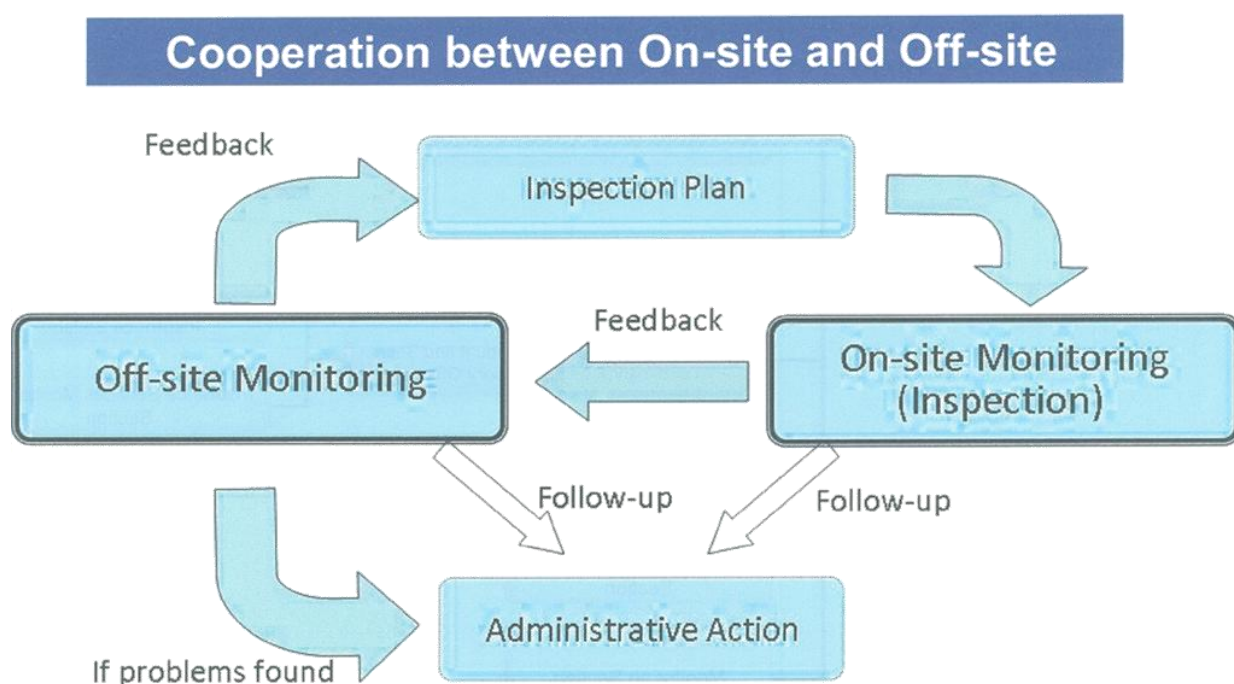 Cooperation between On-site and Off-site
Feedback
Inspection Plan
Feedback
Off-site Monitoring
On-site Monitoring
(Inspection)
Follow-up
Follow-up
Administrative Action
If problems found